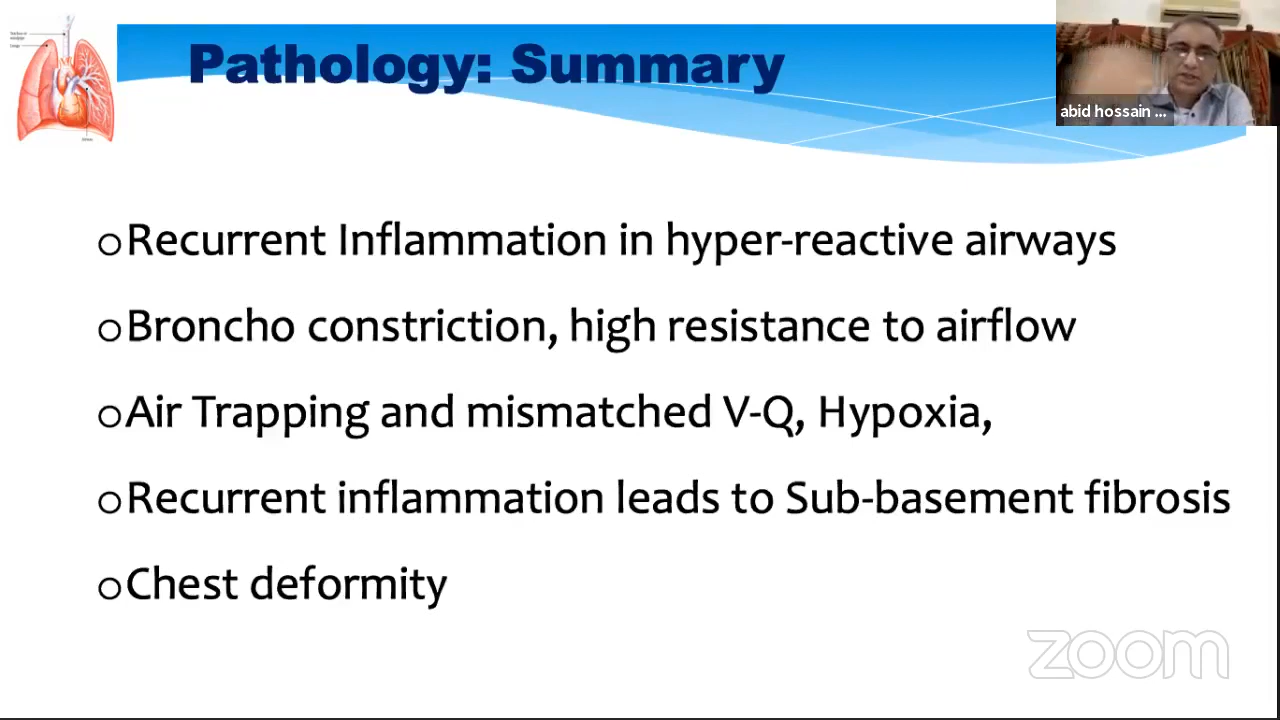 Pathology: Summary
abid hossain ...
oRecurrent Inflammation in hyper-reactive airways
oBroncho constriction, high resistance to airflow
oAir Trapping and mismatched V-Q, Hypoxia,
oRecurrent inflammation leads to Sub-basement fibrosis
oChest deformity
zoom